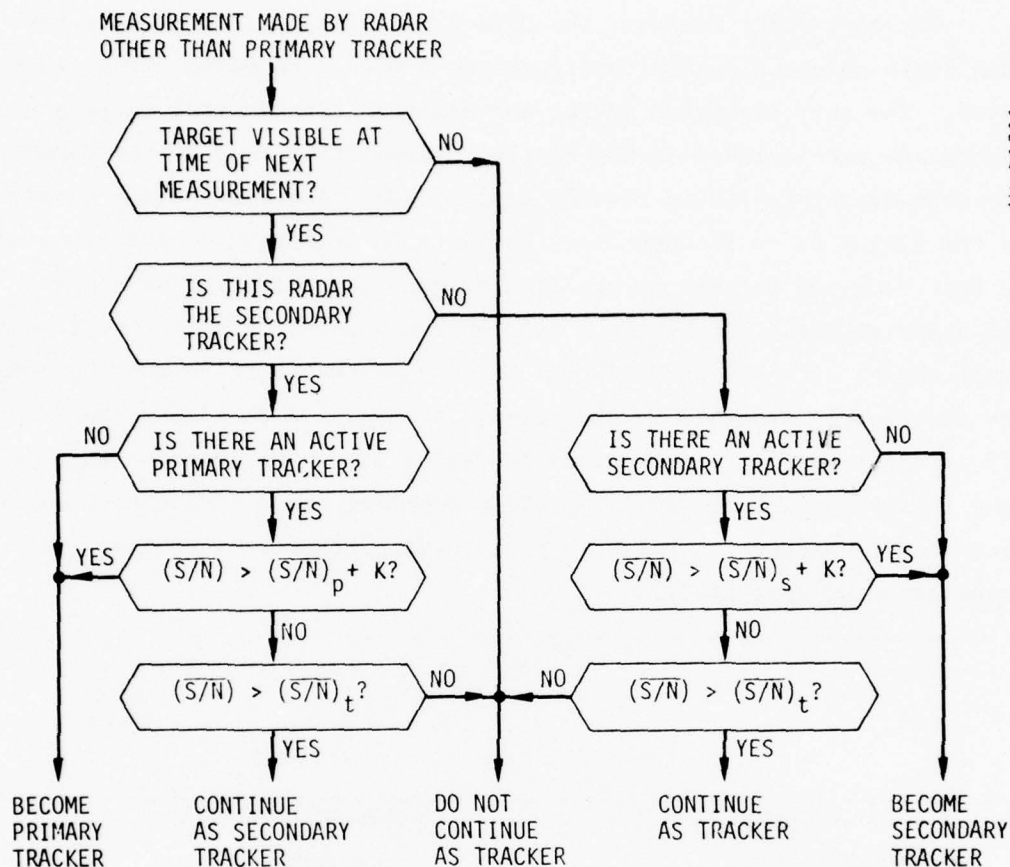 MEASUREMENT MADE BY RADAR
OTHER THAN PRIMARY TRACKER
TARGET VISIBLE AT
TIME OF NEXT
MEASUREMENT?
NO
YES
IS THIS RADAR
THE SECONDARY
TRACKER?
NO
YES
NO
IS THERE AN ACTIVE
PRIMARY TRACKER?
YES
IS THERE AN ACTIVE
SECONDARY TRACKER?
NO
YES
YES
(S̅/̅N̅) > (S̅/̅N̅)p + K?
NO
(S̅/̅N̅) > (S̅/̅N̅)s + K?
YES
NO
(S̅/̅N̅) > (S̅/̅N̅)t?
NO
YES
NO
(S̅/̅N̅) > (S̅/̅N̅)t?
YES
BECOME
PRIMARY
TRACKER
CONTINUE
AS SECONDARY
TRACKER
DO NOT
CONTINUE
AS TRACKER
CONTINUE
AS TRACKER
BECOME
SECONDARY
TRACKER